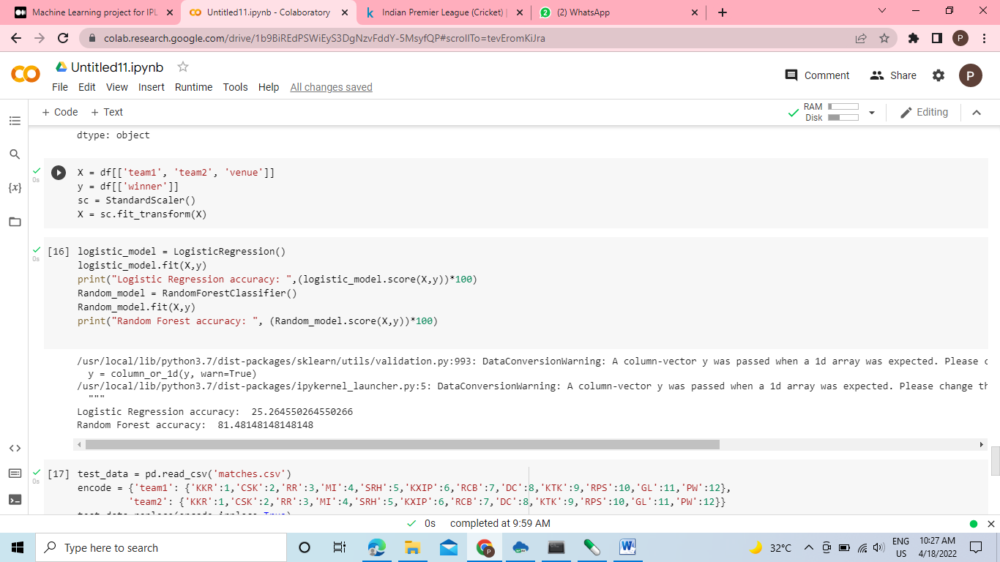 Machine Learning project for IPL
Untitled11.ipynb - Colaboratory
Indian Premier League (Cricket) |
(2) WhatsApp
colab.research.google.com/drive/1b9BiREdPSWiEyS3DgNzvFddY-5MsyfQP#scrollTo=tevEromKiJra
P
Untitled11.ipynb
File Edit View Insert Runtime Tools Help All changes saved
Comment Share P
+ Code + Text
RAM
Disk
Editing
dtype: object
0s
X = df[['team1', 'team2', 'venue']]
y = df[['winner']]
sc = StandardScaler()
X = sc.fit_transform(X)
{x}
0s
[16] logistic_model = LogisticRegression()
logistic_model.fit(X,y)
print("Logistic Regression accuracy: ",(logistic_model.score(X,y))*100)
Random_model = RandomForestClassifier()
Random_model.fit(X,y)
print("Random Forest accuracy: ", (Random_model.score(X,y))*100)
/usr/local/lib/python3.7/dist-packages/sklearn/utils/validation.py:993: DataConversionWarning: A column-vector y was passed when a 1d array was expected. Please c
y = column_or_1d(y, warn=True)
/usr/local/lib/python3.7/dist-packages/ipykernel_launcher.py:5: DataConversionWarning: A column-vector y was passed when a 1d array was expected. Please change th
"""
Logistic Regression accuracy: 25.264550264550266
Random Forest accuracy: 81.48148148148148
0s
[17] test_data = pd.read_csv('matches.csv')
encode = {'team1': {'KKR':1,'CSK':2,'RR':3,'MI':4,'SRH':5,'KXIP':6,'RCB':7,'DC':8,'KTK':9,'RPS':10,'GL':11,'PW':12},
'team2': {'KKR':1,'CSK':2,'RR':3,'MI':4,'SRH':5,'KXIP':6,'RCB':7,'DC':8,'KTK':9,'RPS':10,'GL':11,'PW':12}}
0s completed at 9:59 AM
Type here to search
32°C
ENG
US
10:27 AM
4/18/2022